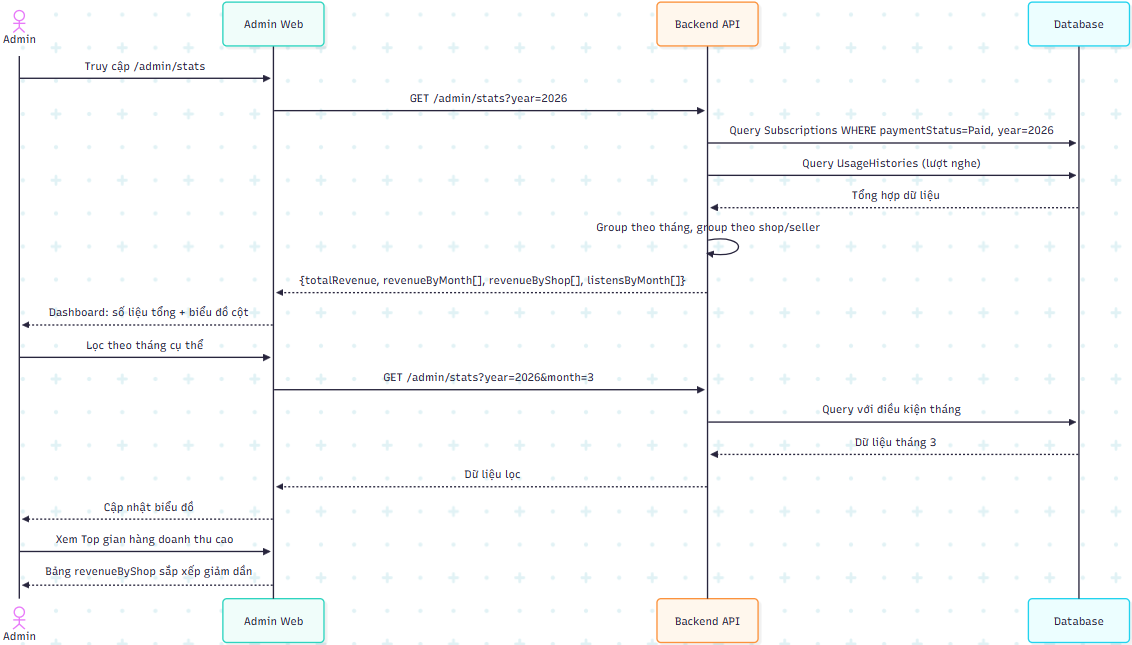 Admin
Admin Web
Backend API
Database
Truy cập /admin/stats
GET /admin/stats?year=2026
Query Subscriptions WHERE paymentStatus=Paid, year=2026
Query UsageHistories (lượt nghe)
Tổng hợp dữ liệu
Group theo tháng, group theo shop/seller
{totalRevenue, revenueByMonth[], revenueByShop[], listensByMonth[]}
Dashboard: số liệu tổng + biểu đồ cột
Lọc theo tháng cụ thể
GET /admin/stats?year=2026&month=3
Query với điều kiện tháng
Dữ liệu tháng 3
Dữ liệu lọc
Cập nhật biểu đồ
Xem Top gian hàng doanh thu cao
Bảng revenueByShop sắp xếp giảm dần
Admin
Admin Web
Backend API
Database